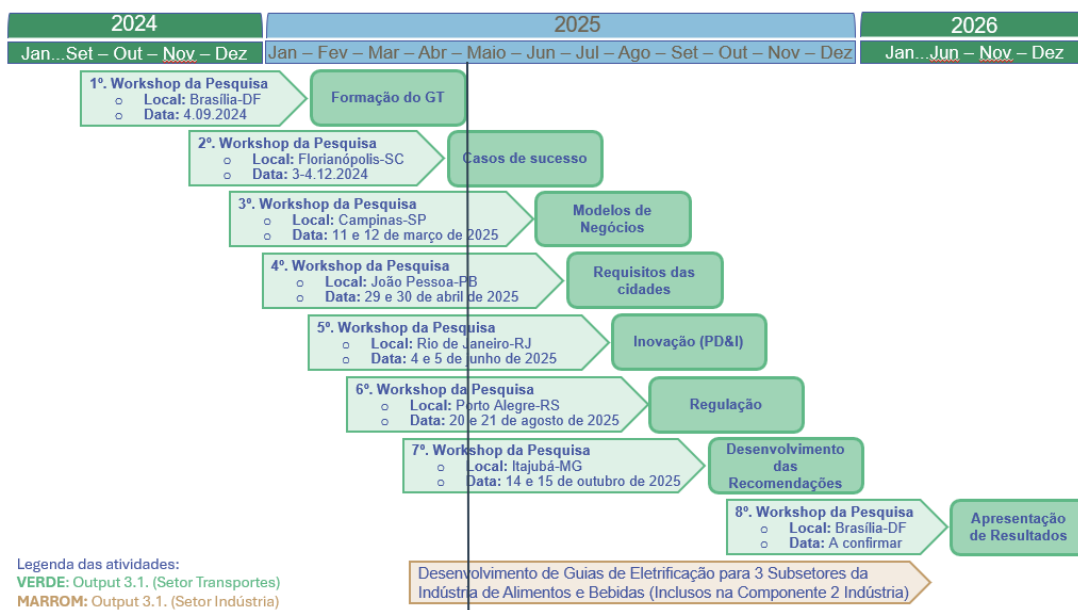 2024
2025
2026
Jan...Set – Out – Nov – Dez
Jan – Fev – Mar – Abr – Maio – Jun – Jul – Ago – Set – Out – Nov – Dez
Jan...Jun – Nov – Dez
1º. Workshop da Pesquisa
o Local: Brasília-DF
o Data: 4.09.2024
Formação do GT
2º. Workshop da Pesquisa
o Local: Florianópolis-SC
o Data: 3-4.12.2024
Casos de sucesso
3º. Workshop da Pesquisa
o Local: Campinas-SP
o Data: 11 e 12 de março de 2025
Modelos de
Negócios
4º. Workshop da Pesquisa
o Local: João Pessoa-PB
o Data: 29 e 30 de abril de 2025
Requisitos das
cidades
5º. Workshop da Pesquisa
o Local: Rio de Janeiro-RJ
o Data: 4 e 5 de junho de 2025
Inovação (PD&I)
6º. Workshop da Pesquisa
o Local: Porto Alegre-RS
o Data: 20 e 21 de agosto de 2025
Regulação
7º. Workshop da Pesquisa
o Local: Itajubá-MG
o Data: 14 e 15 de outubro de 2025
Desenvolvimento
das
Recomendações
8º. Workshop da Pesquisa
o Local: Brasília-DF
o Data: A confirmar
Apresentação
de Resultados
Legenda das atividades:
VERDE: Output 3.1. (Setor Transportes)
MARROM: Output 3.1. (Setor Indústria)
Desenvolvimento de Guias de Eletrificação para 3 Subsetores da
Indústria de Alimentos e Bebidas (Inclusos na Componente 2 Indústria)